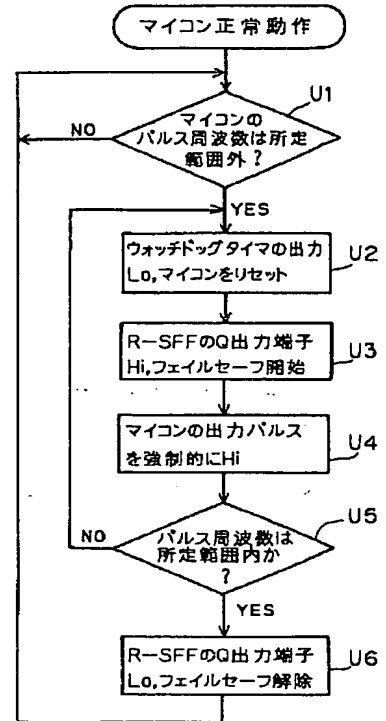 マイコン正常動作
U1
マイコンの
パルス周波数は所定
範囲外?
NO
YES
U2
ウォッチドッグタイマの出力
Lo,マイコンをリセット
U3
R-SFFのQ出力端子
Hi,フェイルセーフ開始
U4
マイコンの出力パルス
を強制的にHi
U5
パルス周波数は
所定範囲内か
?
NO
YES
U6
R-SFFのQ出力端子
Lo,フェイルセーフ解除